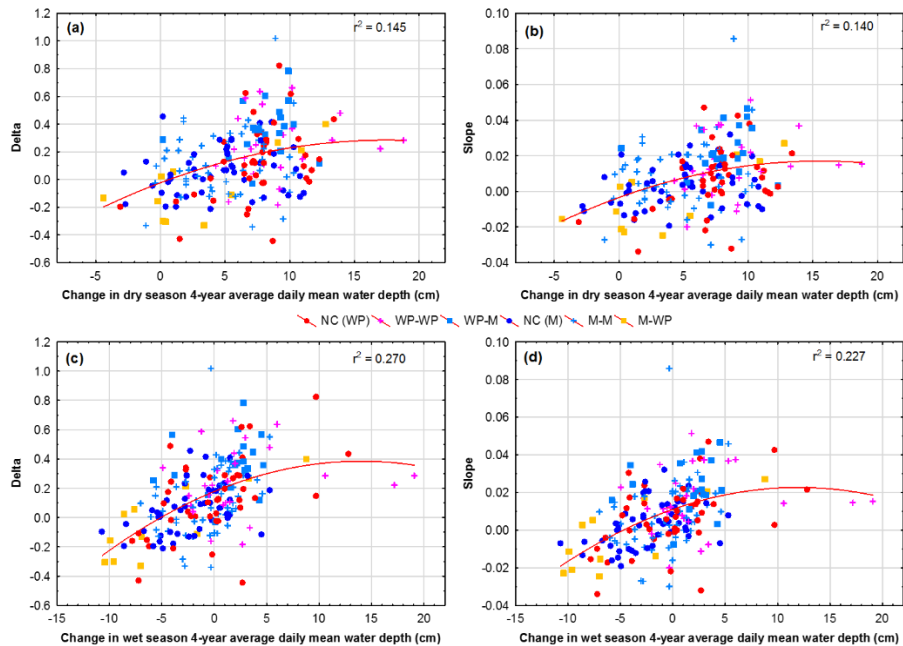 (a)
r² = 0.145
1.2
1.0
0.8
0.6
0.4
0.2
0.0
-0.2
-0.4
-0.6
Delta
-5 0 5 10 15 20
Change in dry season 4-year average daily mean water depth (cm)
(b)
r² = 0.140
0.10
0.08
0.06
0.04
0.02
0.00
-0.02
-0.04
Slope
-5 0 5 10 15 20
Change in dry season 4-year average daily mean water depth (cm)
NC (WP) WP-WP WP-M NC (M) M-M M-WP
(c)
r² = 0.270
1.2
1.0
0.8
0.6
0.4
0.2
0.0
-0.2
-0.4
-0.6
Delta
-15 -10 -5 0 5 10 15 20
Change in wet season 4-year average daily mean water depth (cm)
(d)
r² = 0.227
0.10
0.08
0.06
0.04
0.02
0.00
-0.02
-0.04
Slope
-15 -10 -5 0 5 10 15 20
Change in wet season 4-year average daily mean water depth (cm)